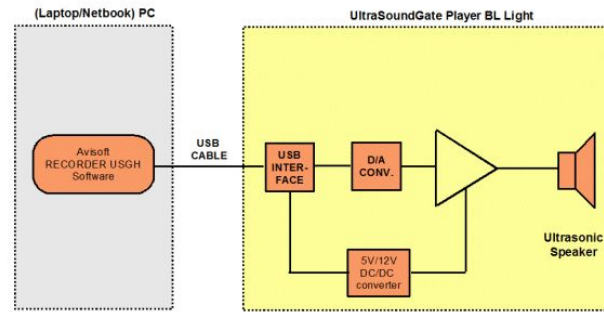 (Laptop/Netbook) PC
UltraSoundGate Player BL Light
Avisoft
RECORDER USGH
Software
USB
CABLE
USB
INTER-
FACE
D/A
CONV.
5V/12V
DC/DC
converter
Ultrasonic
Speaker